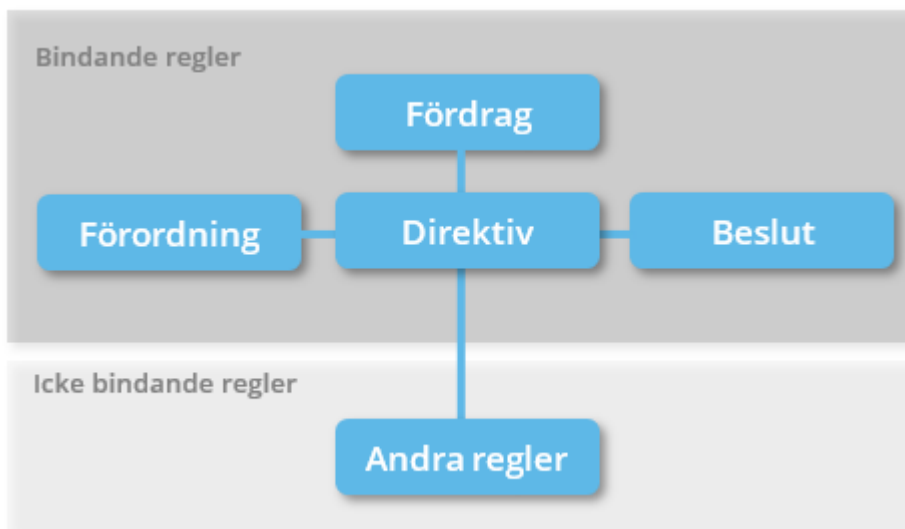 Bindande regler
Fördrag
Förordning
Direktiv
Beslut
Icke bindande regler
Andra regler